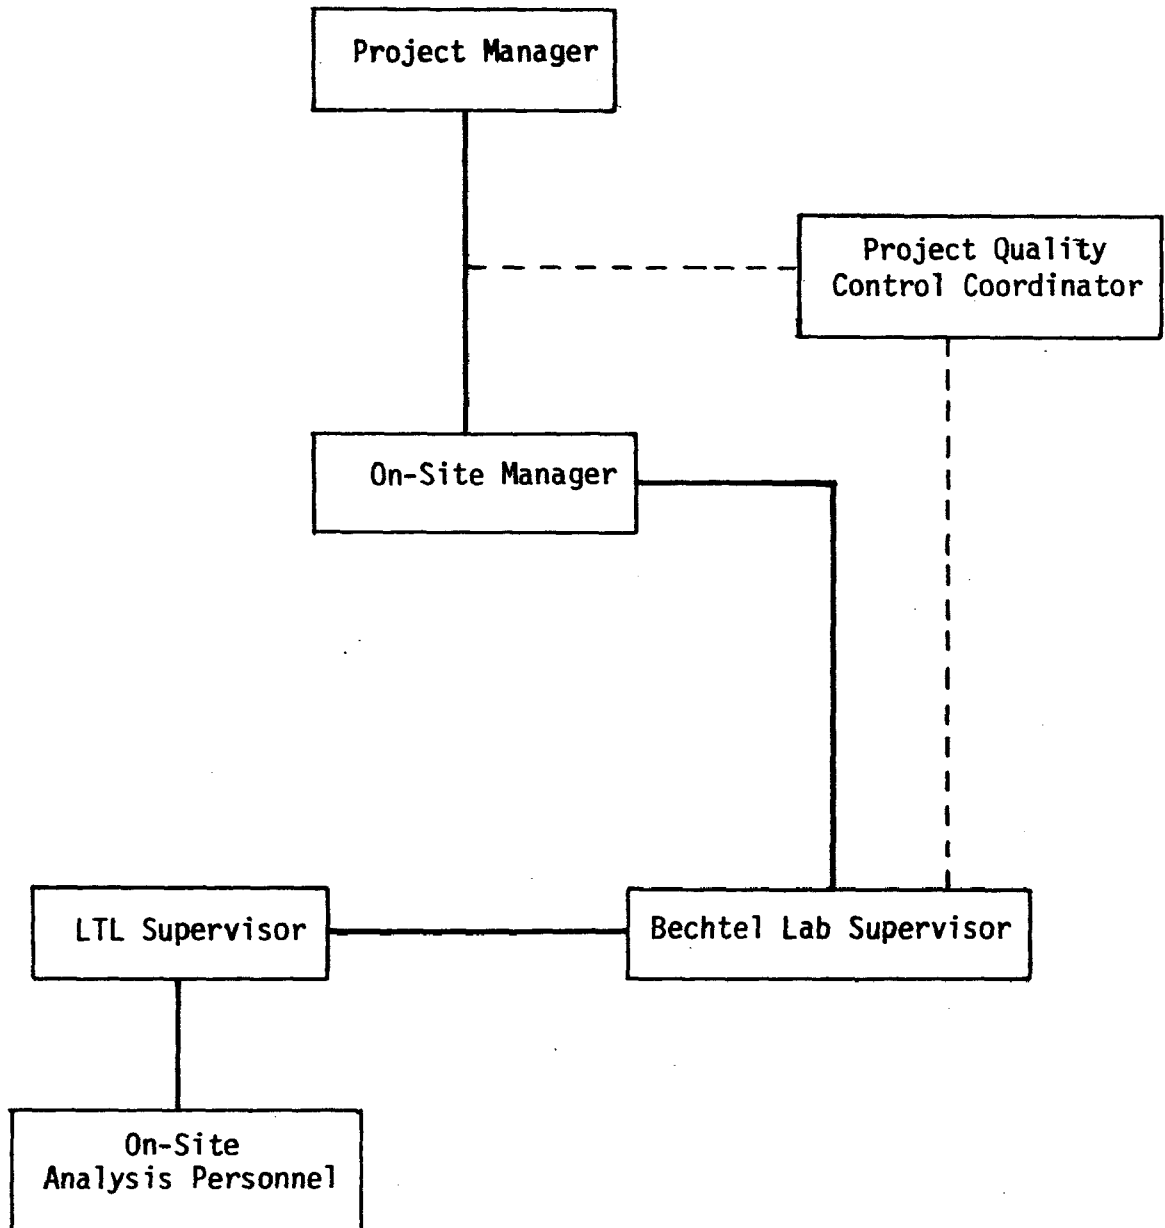 Project Manager
Project Quality
Control Coordinator
On-Site Manager
LTL Supervisor
Bechtel Lab Supervisor
On-Site
Analysis Personnel